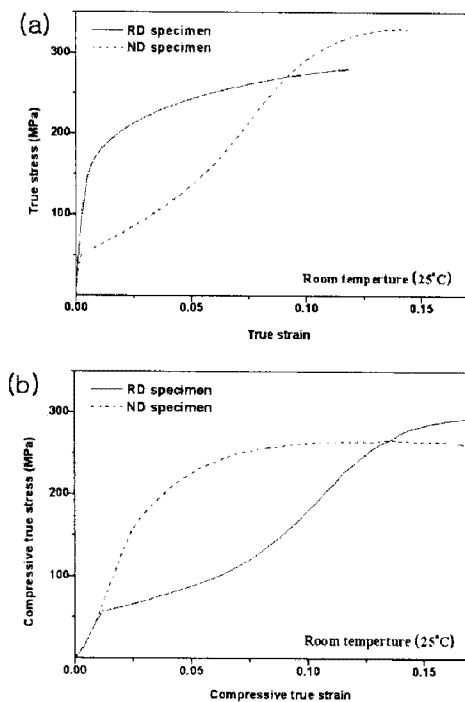 (a)
RD specimen
ND specimen
300
200
100
True stress (MPa)
Room temperture (25°C)
0.00 0.05 0.10 0.15
True strain
(b)
RD specimen
ND specimen
300
200
100
Compressive true stress (MPa)
Room temperture (25°C)
0.00 0.05 0.10 0.15
Compressive true strain